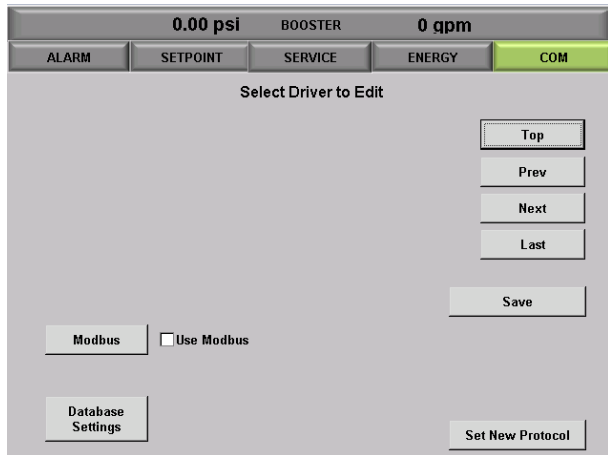 0.00 psi BOOSTER 0 gpm
ALARM SETPOINT SERVICE ENERGY COM
Select Driver to Edit
Top
Prev
Next
Last
Save
Modbus Use Modbus
Database
Settings
Set New Protocol